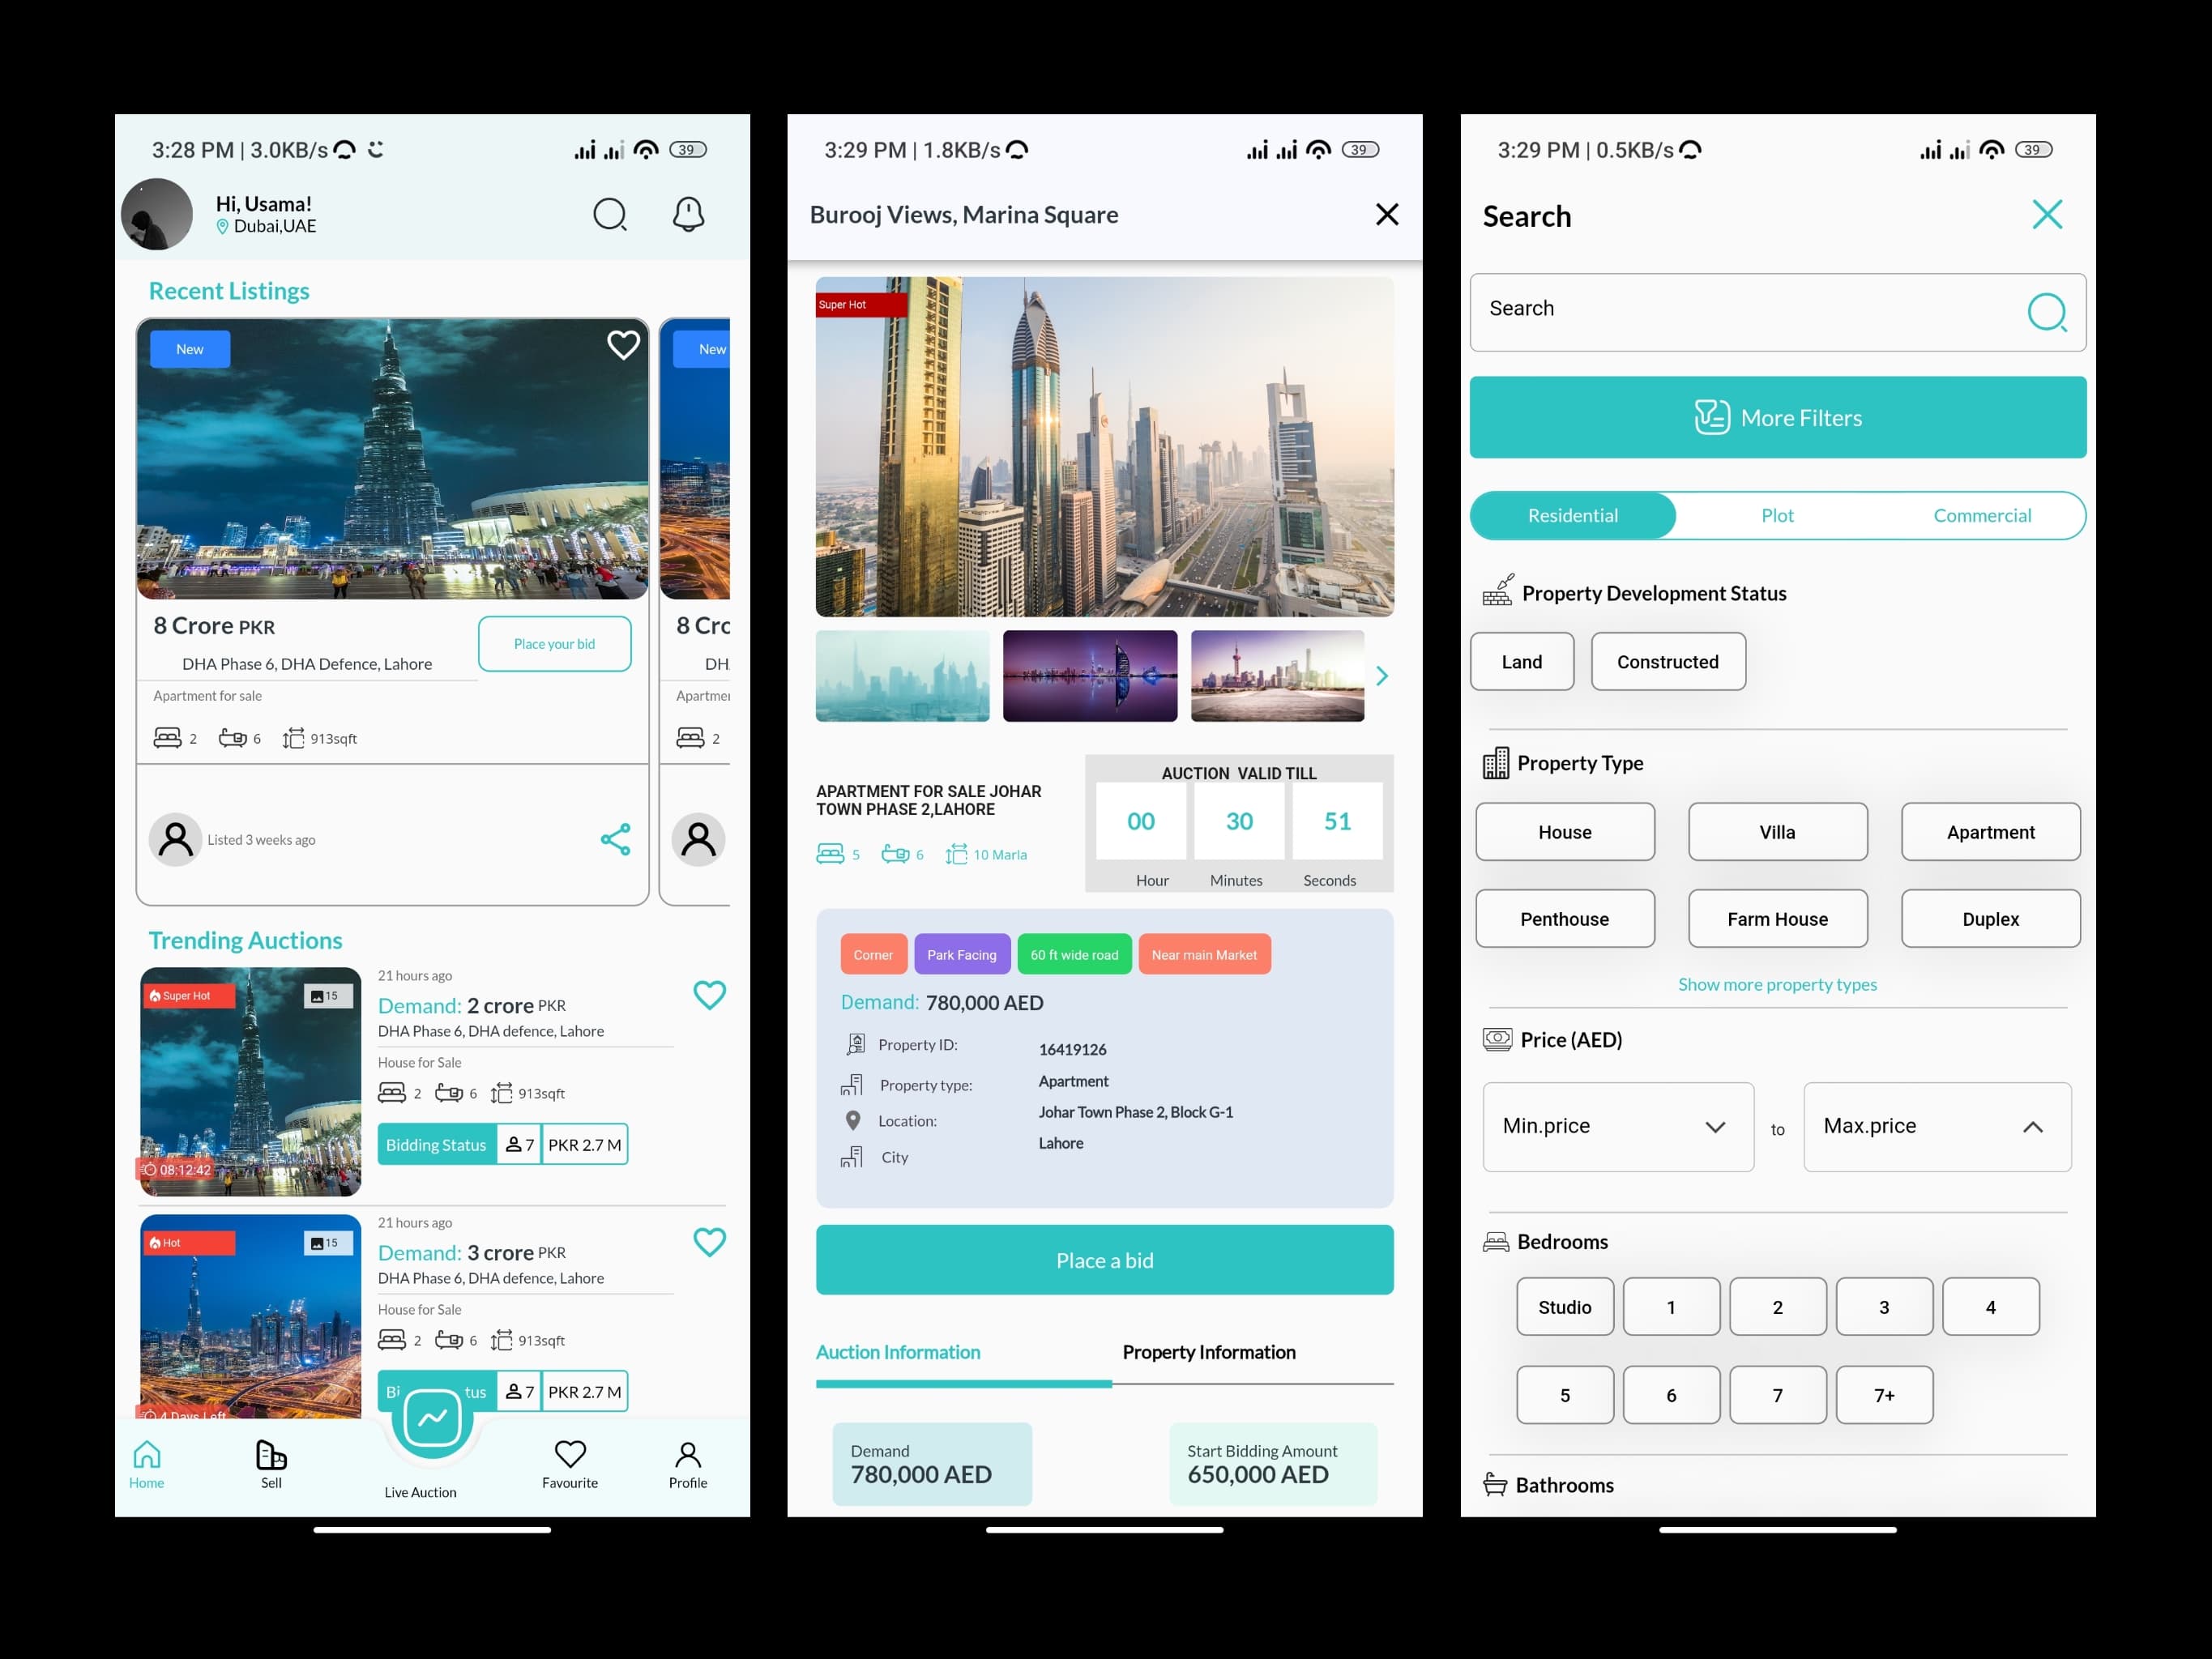 3:28 PM | 3.0KB/s
39
Hi, Usama!
Dubai,UAE
Recent Listings
New
New
8 Crore PKR
Place your bid
DHA Phase 6, DHA Defence, Lahore
Apartment for sale
2 6 913sqft
Listed 3 weeks ago
8 Cro
DH
Apartmer
2
Trending Auctions
Super Hot
15
08:12:42
21 hours ago
Demand: 2 crore PKR
DHA Phase 6, DHA defence, Lahore
House for Sale
2 6 913sqft
Bidding Status 7 PKR 2.7 M
Hot
15
4 Days Left
21 hours ago
Demand: 3 crore PKR
DHA Phase 6, DHA defence, Lahore
House for Sale
2 6 913sqft
Bi tus 7 PKR 2.7 M
Home
Sell
Live Auction
Favourite
Profile
3:29 PM | 1.8KB/s
39
Burooj Views, Marina Square
Super Hot
APARTMENT FOR SALE JOHAR
TOWN PHASE 2,LAHORE
5 6 10 Marla
AUCTION VALID TILL
00 30 51
Hour Minutes Seconds
Corner Park Facing 60 ft wide road Near main Market
Demand: 780,000 AED
Property ID: 16419126
Property type: Apartment
Location: Johar Town Phase 2, Block G-1
City Lahore
Place a bid
Auction Information Property Information
Demand
780,000 AED
Start Bidding Amount
650,000 AED
3:29 PM | 0.5KB/s
39
Search
Search
More Filters
Residential Plot Commercial
Property Development Status
Land Constructed
Property Type
House Villa Apartment
Penthouse Farm House Duplex
Show more property types
Price (AED)
Min.price to Max.price
Bedrooms
Studio 1 2 3 4
5 6 7 7+
Bathrooms